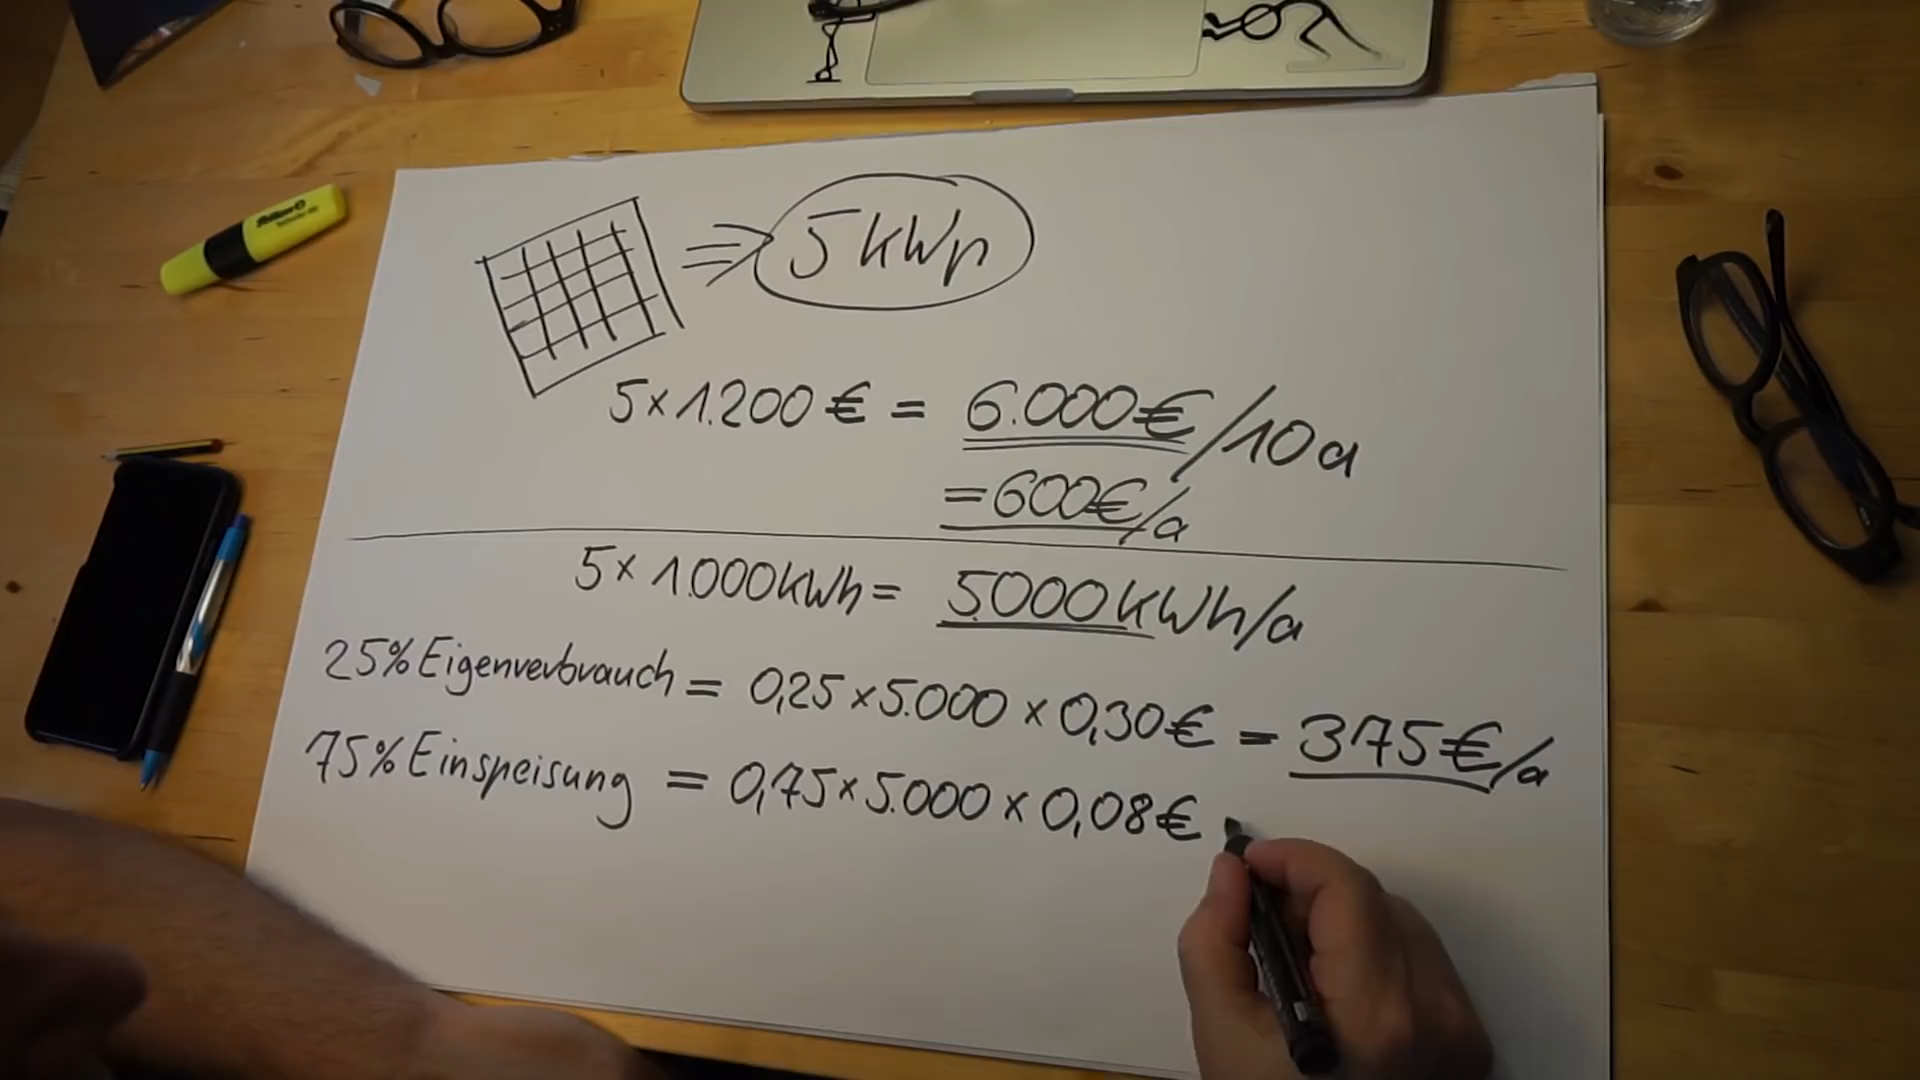 5 kWp
5 x 1.200 € = 6.000 € /10 a
= 600 €/a
5 x 1.000 kWh = 5000 kWh/a
25% Eigenverbrauch = 0,25 x 5.000 x 0,30 € = 375 €/a
75% Einspeisung = 0,75 x 5.000 x 0,08 €